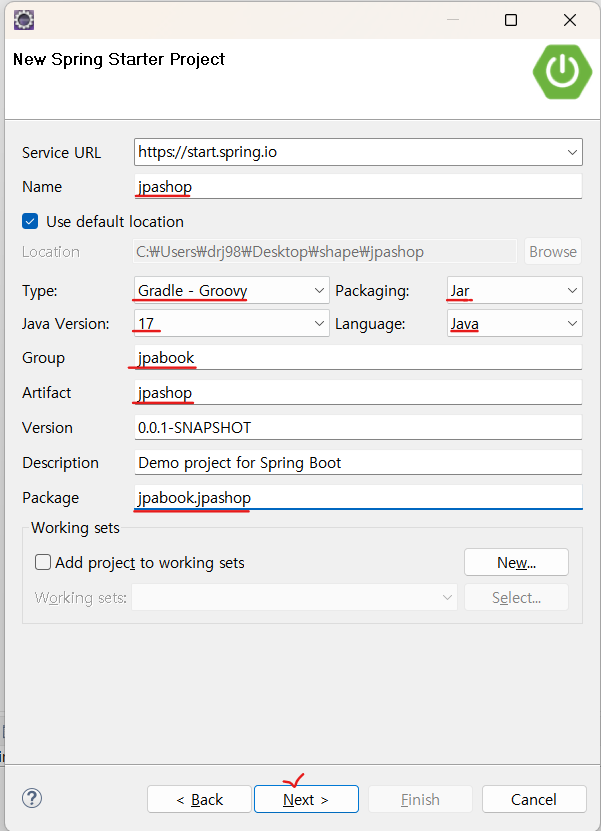 New Spring Starter Project
Service URL https://start.spring.io
Name jpashop
Use default location
Location C:₩Users₩drj98₩Desktop₩shape₩jpashop Browse
Type: Gradle - Groovy Packaging: Jar
Java Version: 17 Language: Java
Group jpabook
Artifact jpashop
Version 0.0.1-SNAPSHOT
Description Demo project for Spring Boot
Package jpabook.jpashop
Working sets
Add project to working sets New...
Working sets: Select...
? < Back Next > Finish Cancel